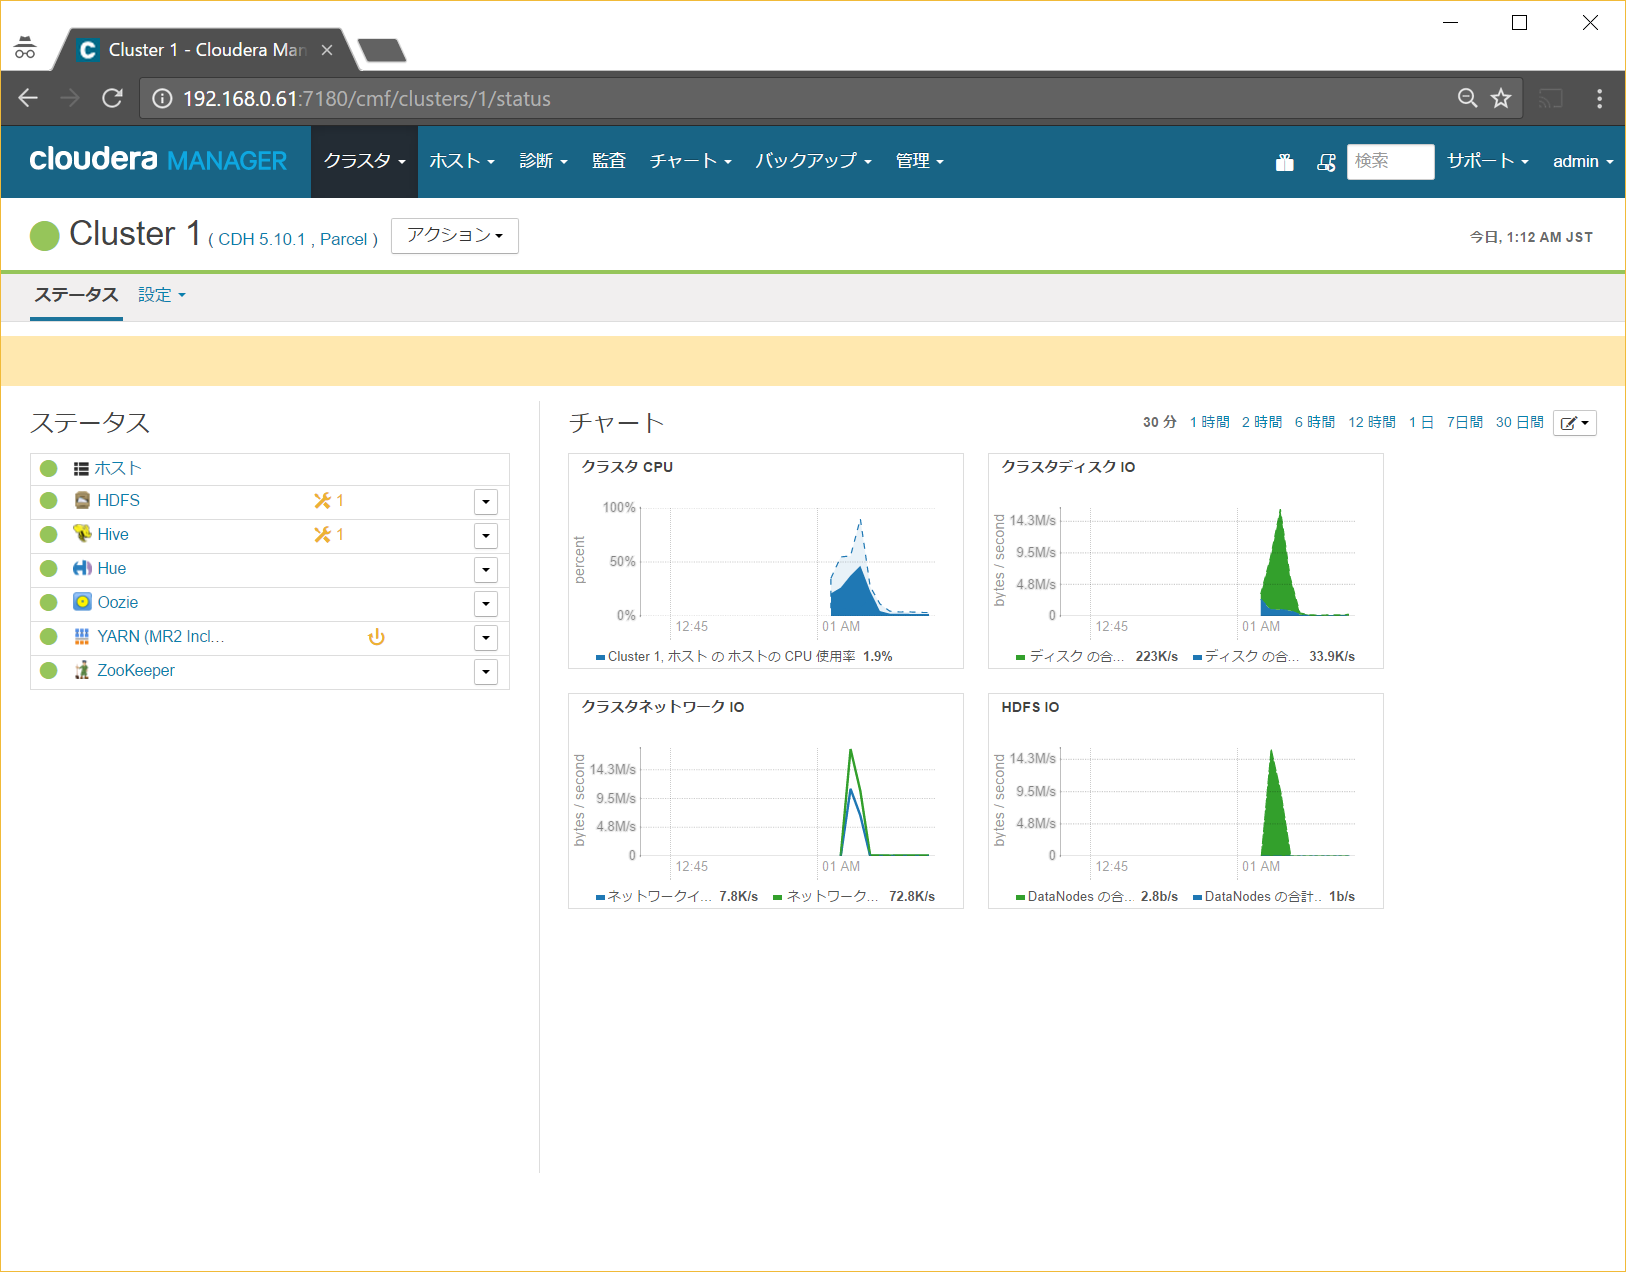 Cluster 1 - Cloudera Man
192.168.0.61:7180/cmf/clusters/1/status
cloudera MANAGER クラスタ ホスト 診断 監査 チャート バックアップ 管理 検索 サポート admin
Cluster 1 ( CDH 5.10.1 , Parcel ) アクション 今日, 1:12 AM JST
ステータス 設定
ステータス
ホスト
HDFS 1
Hive 1
Hue
Oozie
YARN (MR2 Incl...
ZooKeeper
チャート 30 分 1 時間 2 時間 6 時間 12 時間 1 日 7日間 30 日間
クラスタ CPU
percent
100%
50%
0%
12:45 01 AM
Cluster 1, ホスト の ホストの CPU 使用率 1.9%
クラスタディスク IO
bytes / second
14.3M/s
9.5M/s
4.8M/s
0
12:45 01 AM
ディスク の合... 223K/s ディスク の合... 33.9K/s
クラスタネットワーク IO
bytes / second
14.3M/s
9.5M/s
4.8M/s
0
12:45 01 AM
ネットワークイ... 7.8K/s ネットワーク... 72.8K/s
HDFS IO
bytes / second
14.3M/s
9.5M/s
4.8M/s
0
12:45 01 AM
DataNodes の合... 2.8b/s DataNodes の合計.. 1b/s